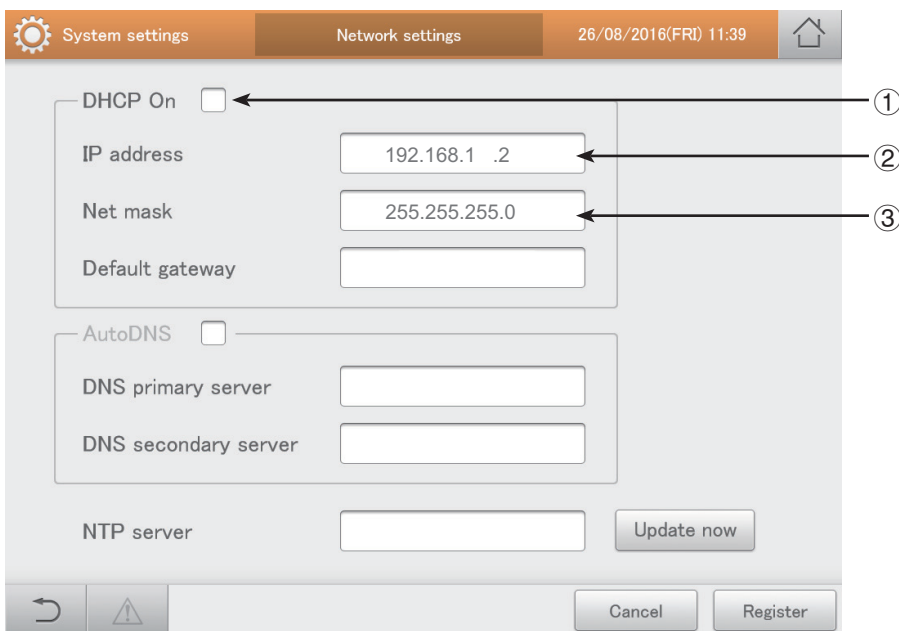 System settings Network settings 26/08/2016(FRI) 11:39
DHCP On ①
IP address 192.168.1 .2 ②
Net mask 255.255.255.0 ③
Default gateway
AutoDNS
DNS primary server
DNS secondary server
NTP server Update now
Cancel Register